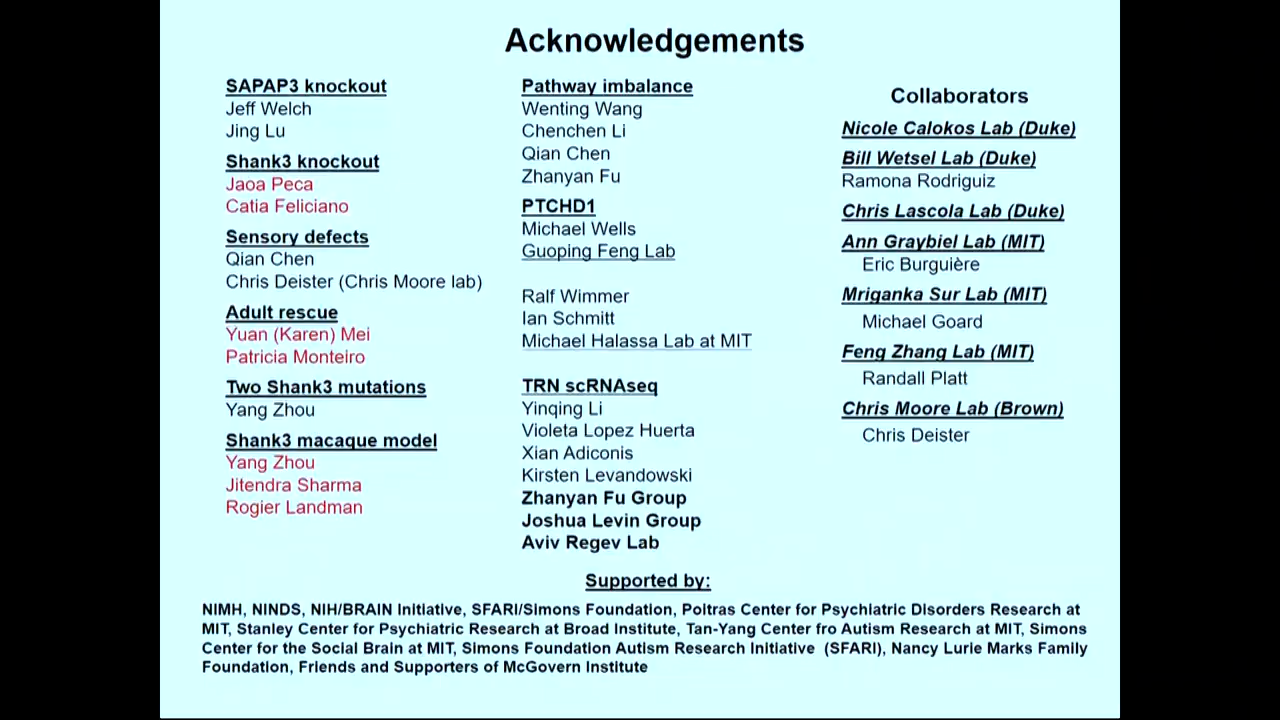 Acknowledgements
SAPAP3 knockout
Jeff Welch
Jing Lu
Shank3 knockout
Jaoa Peca
Catia Feliciano
Sensory defects
Qian Chen
Chris Deister (Chris Moore lab)
Adult rescue
Yuan (Karen) Mei
Patricia Monteiro
Two Shank3 mutations
Yang Zhou
Shank3 macaque model
Yang Zhou
Jitendra Sharma
Rogier Landman
Pathway imbalance
Wenting Wang
Chenchen Li
Qian Chen
Zhanyan Fu
PTCHD1
Michael Wells
Guoping Feng Lab
Ralf Wimmer
Ian Schmitt
Michael Halassa Lab at MIT
TRN scRNAseq
Yinqing Li
Violeta Lopez Huerta
Xian Adiconis
Kirsten Levandowski
Zhanyan Fu Group
Joshua Levin Group
Aviv Regev Lab
Collaborators
Nicole Calokos Lab (Duke)
Bill Wetsel Lab (Duke)
Ramona Rodriguiz
Chris Lascola Lab (Duke)
Ann Graybiel Lab (MIT)
Eric Burguière
Mriganka Sur Lab (MIT)
Michael Goard
Feng Zhang Lab (MIT)
Randall Platt
Chris Moore Lab (Brown)
Chris Deister
Supported by:
NIMH, NINDS, NIH/BRAIN Initiative, SFARI/Simons Foundation, Poitras Center for Psychiatric Disorders Research at
MIT, Stanley Center for Psychiatric Research at Broad Institute, Tan-Yang Center fro Autism Research at MIT, Simons
Center for the Social Brain at MIT, Simons Foundation Autism Research Initiative (SFARI), Nancy Lurie Marks Family
Foundation, Friends and Supporters of McGovern Institute